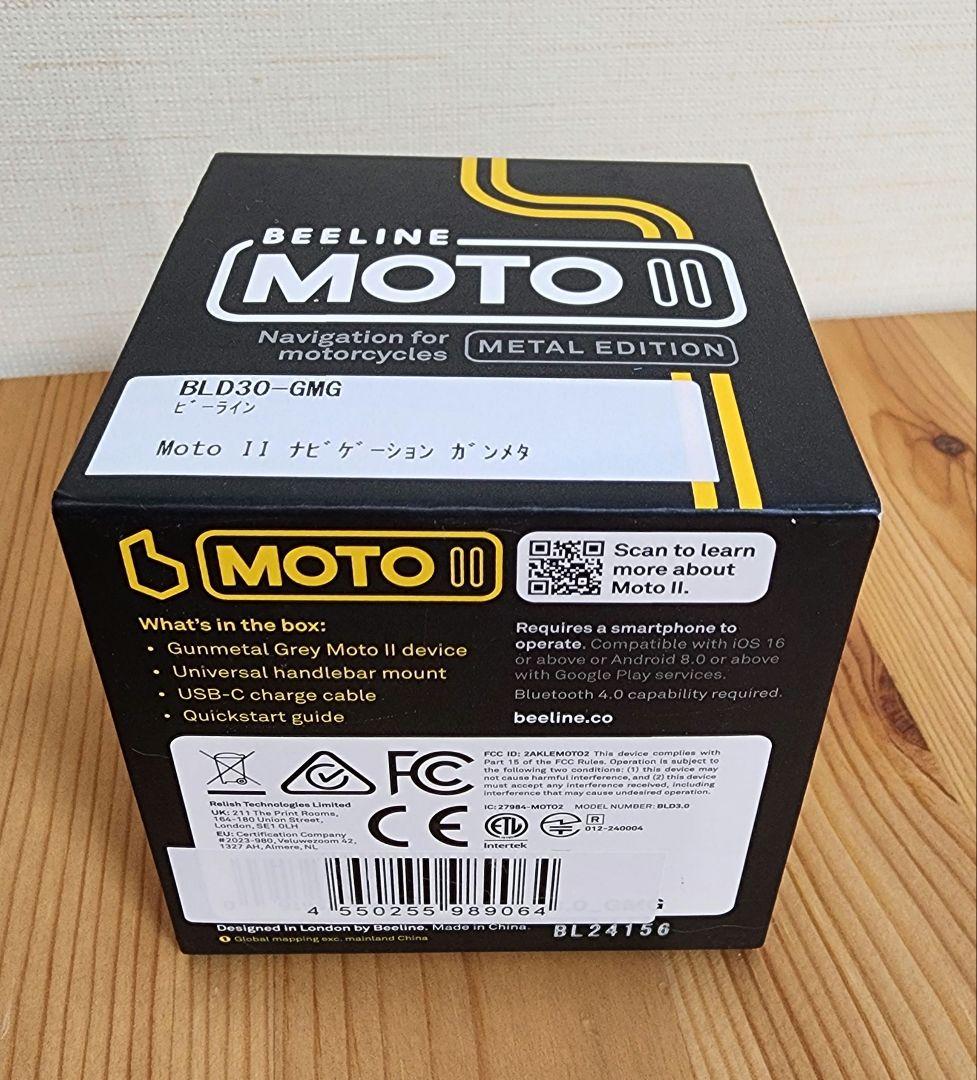 BEELINE
MOTO II
Navigation for
motorcycles
METAL EDITION
BLD30-GMG
ビーライン
Moto II ナビゲーション ガンメタ
MOTO II
Scan to learn
more about
Moto II.
What's in the box:
• Gunmetal Grey Moto II device
• Universal handlebar mount
• USB-C charge cable
• Quickstart guide
Requires a smartphone to
operate. Compatible with iOS 16
or above or Android 8.0 or above
with Google Play services.
Bluetooth 4.0 capability required.
beeline.co
FC
FCC ID: 2AKLEMOTO2 This device complies with
Part 15 of the FCC Rules. Operation is subject to
the following two conditions: (1) this device may
not cause harmful interference, and (2) this device
must accept any interference received, including
interference that may cause undesired operation.
Relish Technologies Limited
UK: 211 The Print Rooms,
164-180 Union Street,
London, SE1 0LH
EU: Certification Company
#2023-980, Veluwezoom 42,
1327 AH, Almere, NL
CE
IC: 27984-MOTO2 MODEL NUMBER: BLD3.0
ETL
Intertek
R
012-240004
4 550255 989064
Designed in London by Beeline. Made in China.
Global mapping exc. mainland China
BL24156